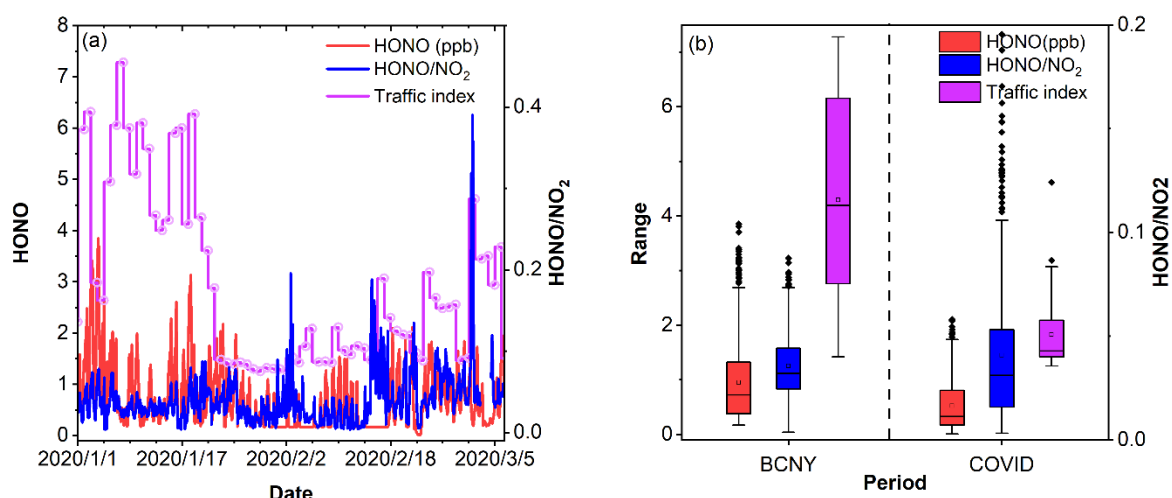 (a)
HONO (ppb)
HONO/NO2
Traffic index
8
7
6
5
4
3
2
1
0
HONO
0.4
0.2
0.0
HONO/NO2
2020/1/1
2020/1/17
2020/2/2
2020/2/18
2020/3/5
Date
(b)
HONO(ppb)
HONO/NO2
Traffic index
6
4
2
0
Range
0.2
0.1
0.0
HONO/NO2
BCNY
COVID
Period